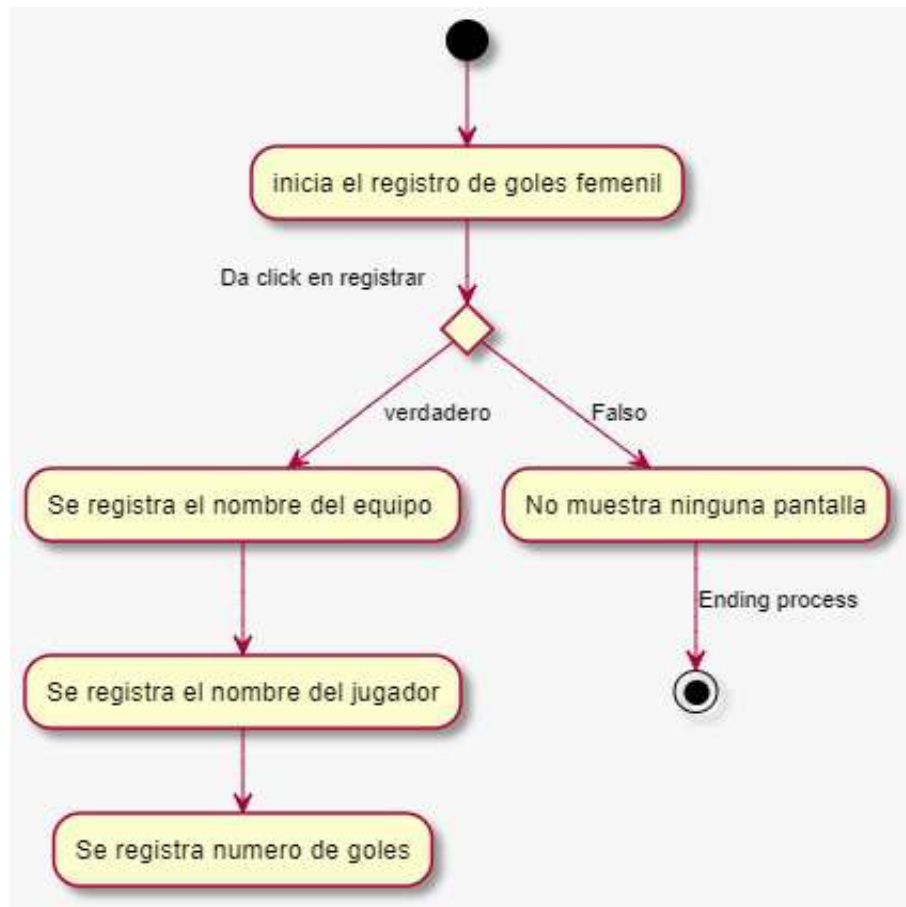 inicia el registro de goles femenil
Da click en registrar
verdadero
Falso
Se registra el nombre del equipo
No muestra ninguna pantalla
Ending process
Se registra el nombre del jugador
Se registra numero de goles